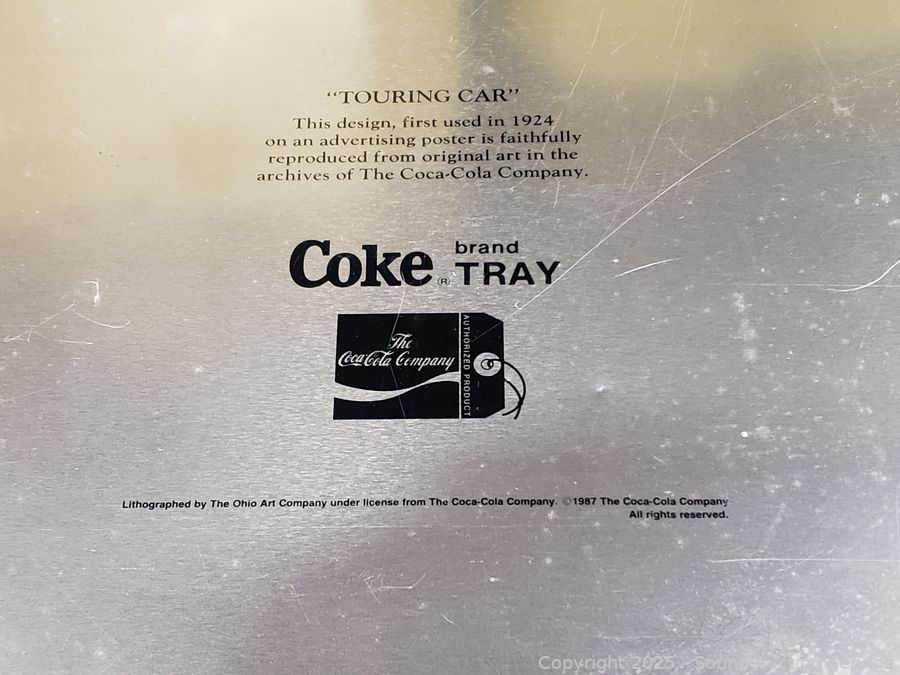 “TOURING CAR”
This design, first used in 1924
on an advertising poster is faithfully
reproduced from original art in the
archives of The Coca-Cola Company.
Coke ® brand
TRAY
The
Coca-Cola Company
AUTHORIZED PRODUCT
Lithographed by The Ohio Art Company under license from The Coca-Cola Company. ©1987 The Coca-Cola Company
All rights reserved.
Copyright 2025